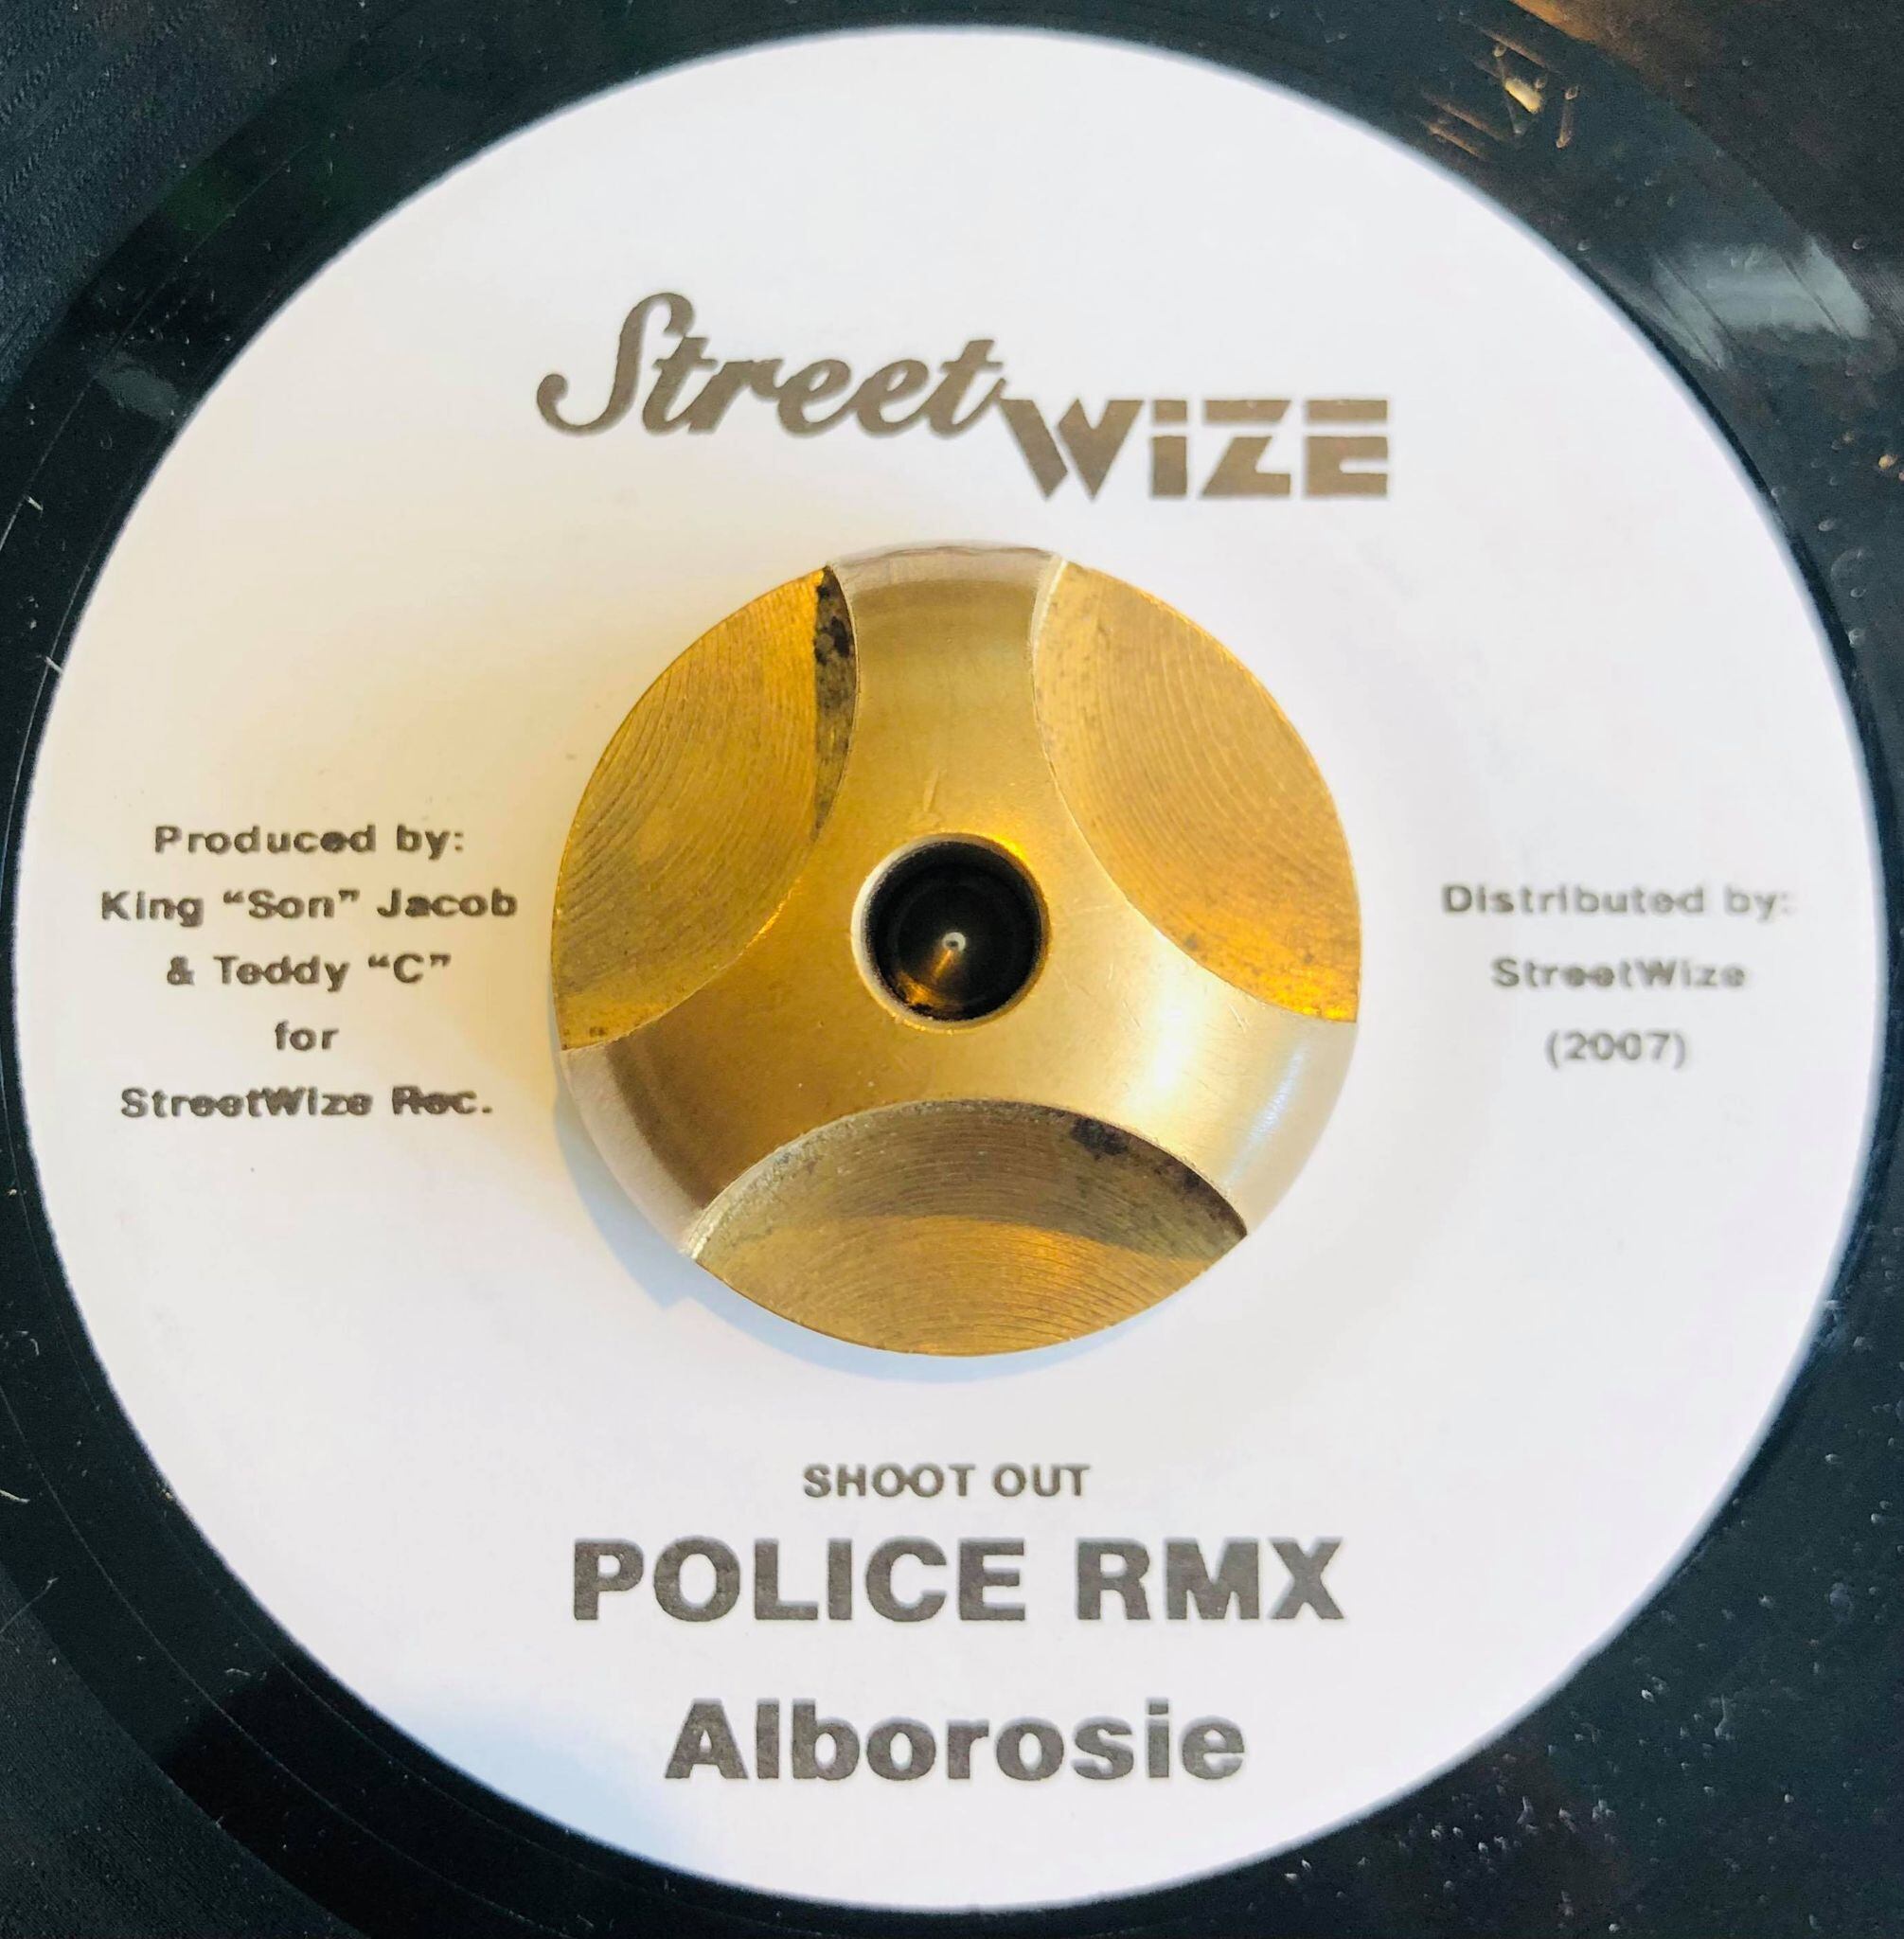 StreetWiZE
Produced by:
King “Son” Jacob
& Teddy “C”
for
StreetWize Rec.
Distributed by:
StreetWize
(2007)
SHOOT OUT
POLICE RMX
Alborosie